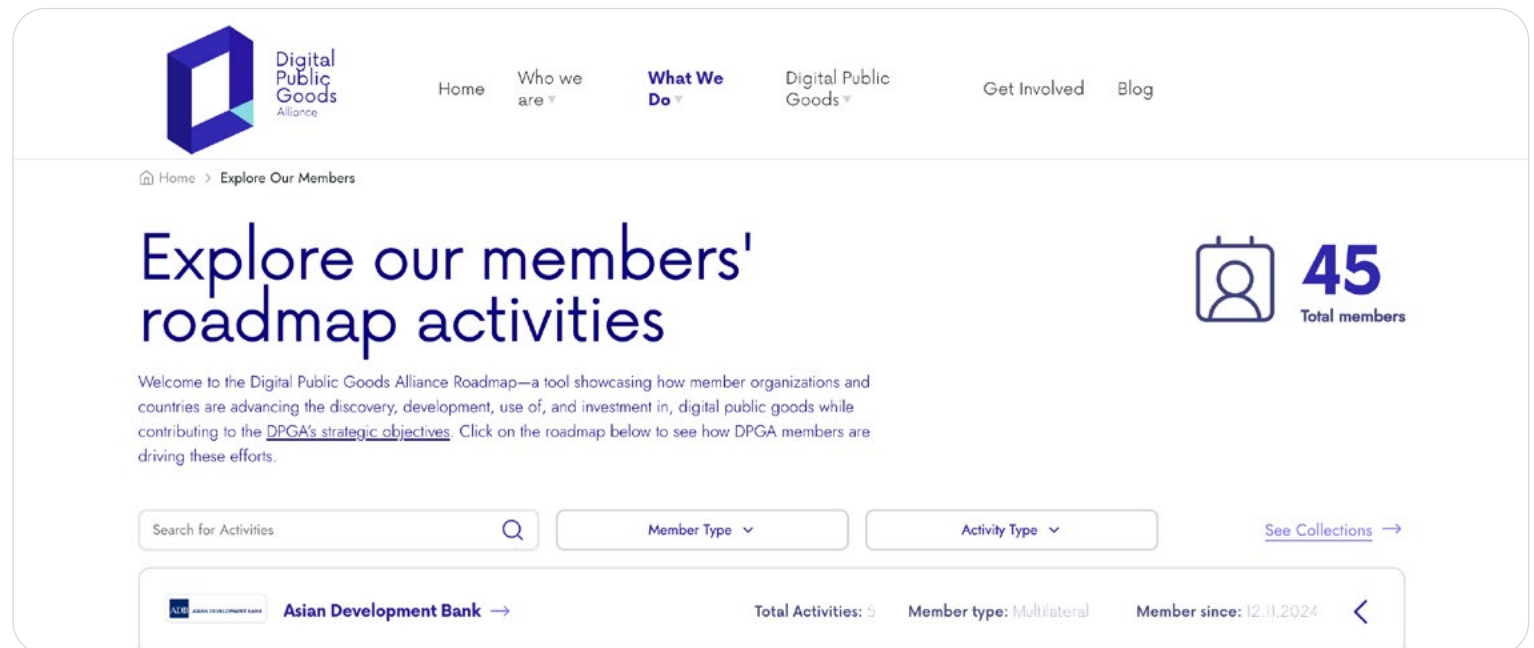 Digital
Public
Goods
Alliance
Home
Who we
are
What We
Do
Digital Public
Goods
Get Involved
Blog
Home > Explore Our Members
Explore our members'
roadmap activities
45
Total members
Welcome to the Digital Public Goods Alliance Roadmap—a tool showcasing how member organizations and
countries are advancing the discovery, development, use of, and investment in, digital public goods while
contributing to the DPGA's strategic objectives. Click on the roadmap below to see how DPGA members are
driving these efforts.
Search for Activities
Member Type
Activity Type
See Collections →
ADB ASIAN DEVELOPMENT BANK
Asian Development Bank →
Total Activities: 5
Member type: Multilateral
Member since: 12.11.2024